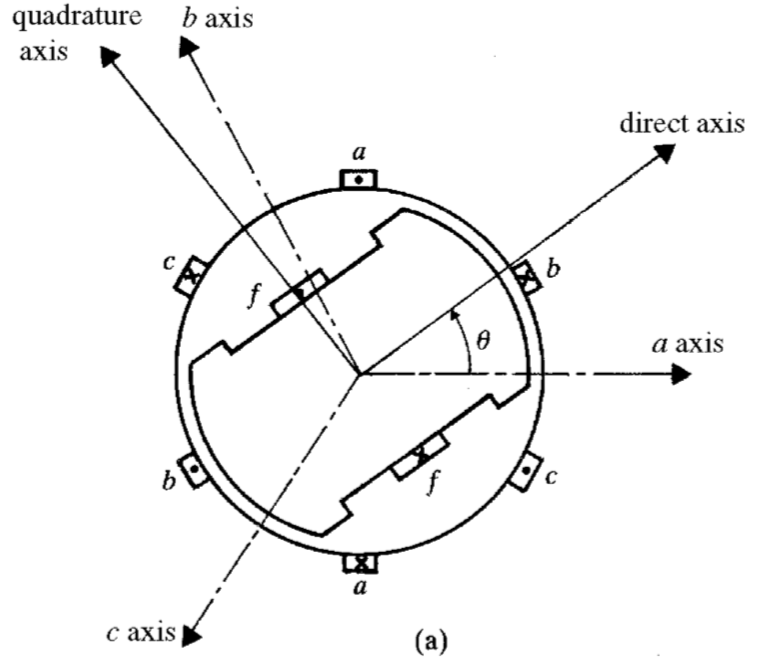 quadrature
axis
b axis
direct axis
a
c
b
f
θ
a axis
b
f
c
a
c axis
(a)